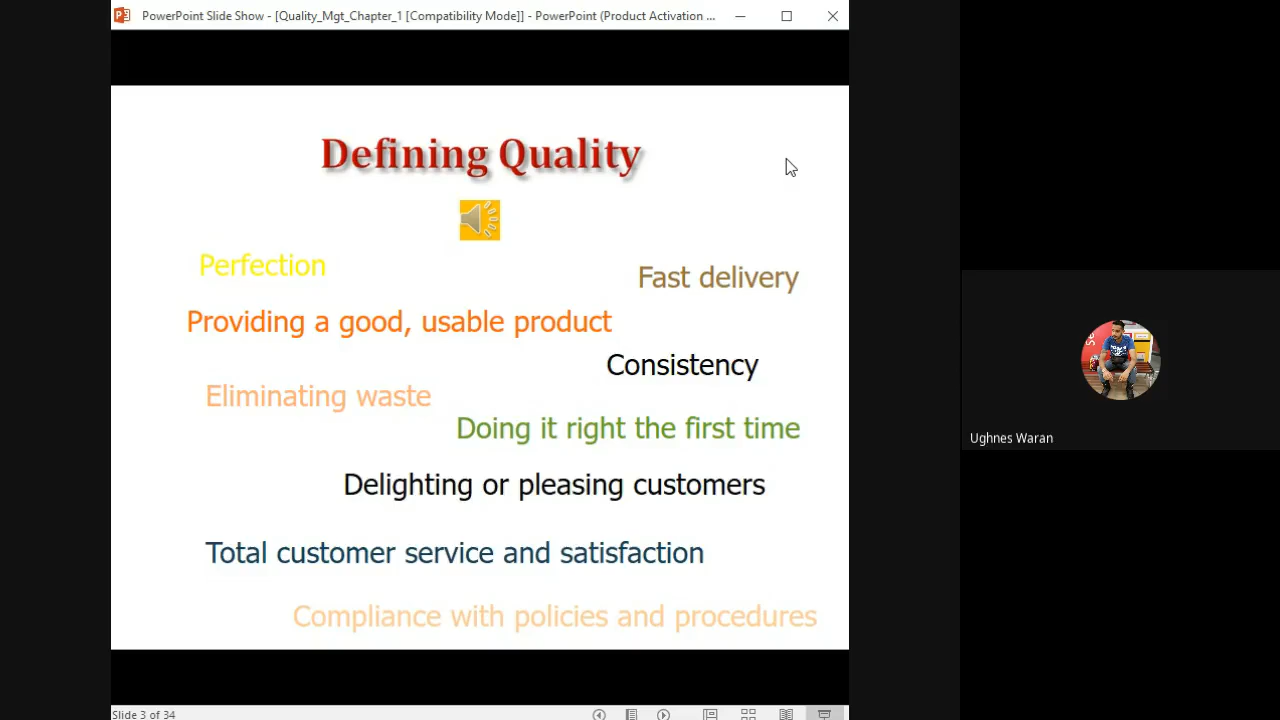 PowerPoint Slide Show - [Quality_Mgt_Chapter_1 [Compatibility Mode]] - PowerPoint (Product Activation ...
Defining Quality
Perfection
Fast delivery
Providing a good, usable product
Consistency
Eliminating waste
Doing it right the first time
Delighting or pleasing customers
Total customer service and satisfaction
Compliance with policies and procedures
Ughnes Waran
Slide 3 of 34